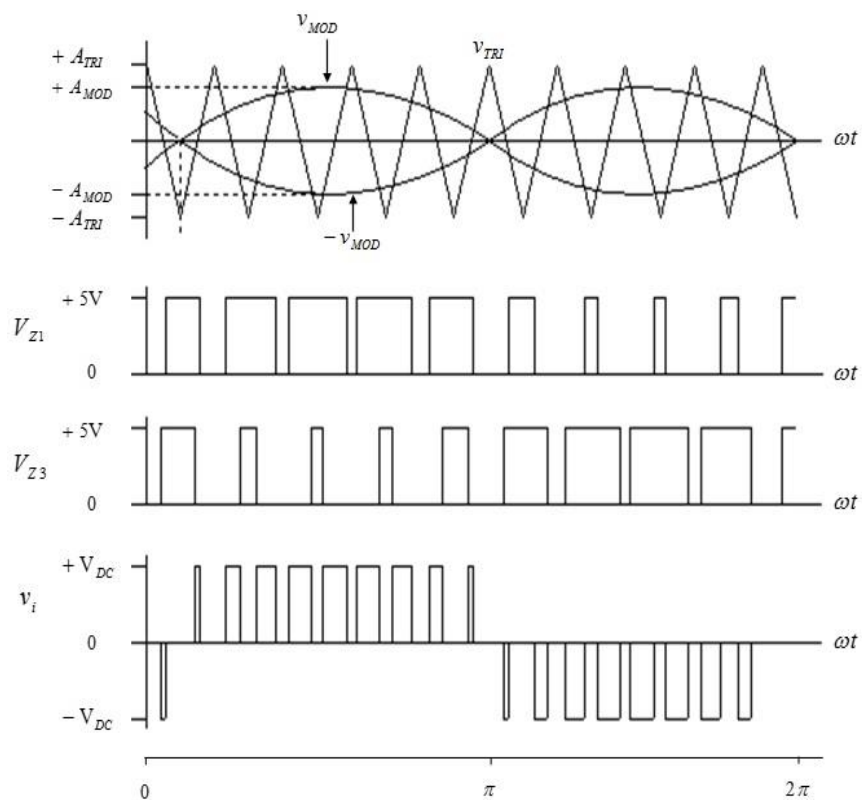 v_MOD
v_TRI
+ A_TRI
+ A_MOD
ωt
− A_MOD
− A_TRI
− v_MOD
+ 5V
V_Z1
0
ωt
+ 5V
V_Z3
0
ωt
+ V_DC
v_i
0
ωt
− V_DC
0
π
2π